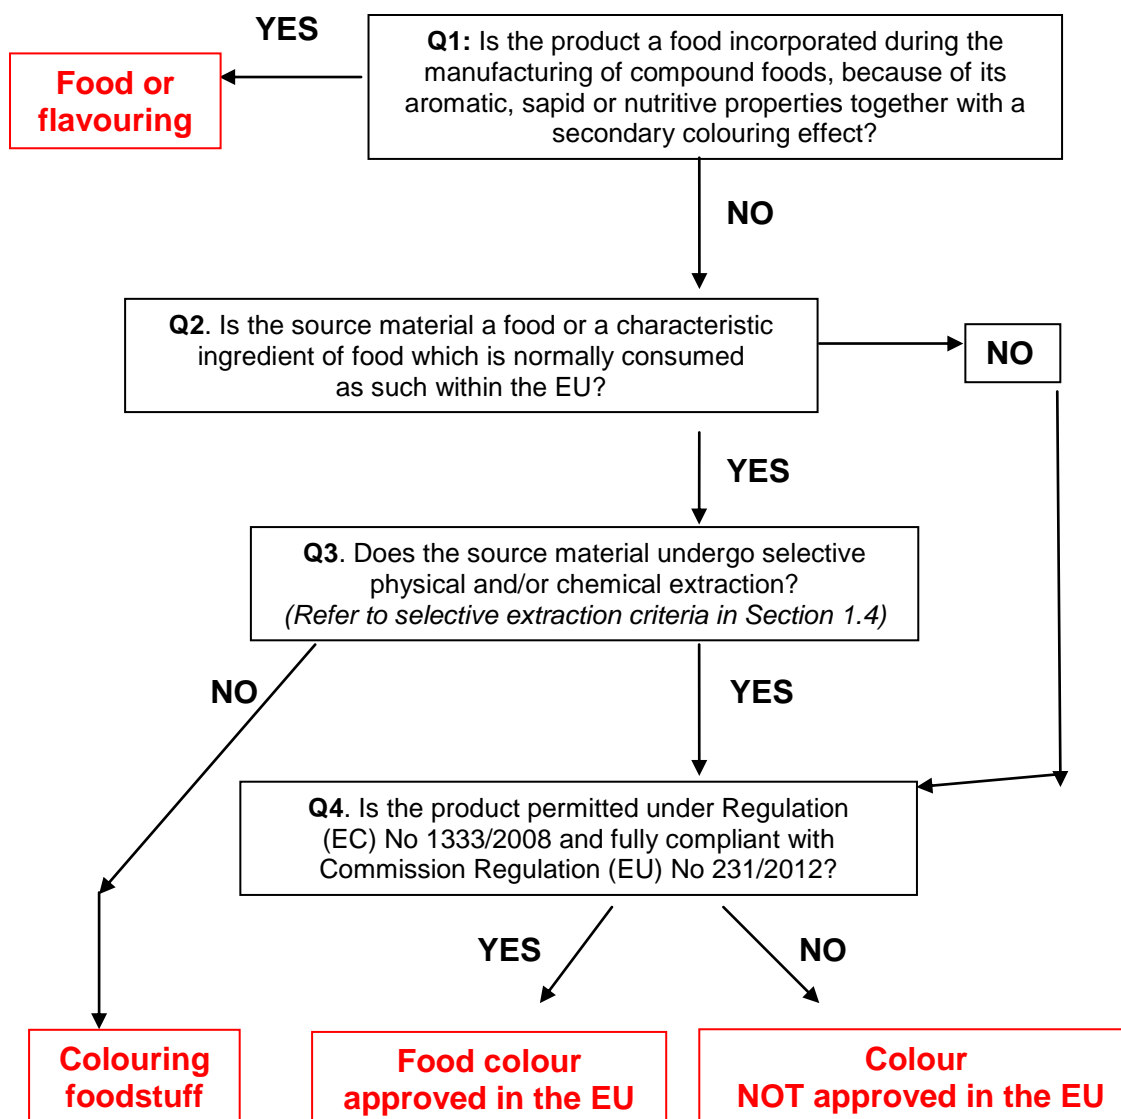 YES
Q1: Is the product a food incorporated during the
manufacturing of compound foods, because of its
aromatic, sapid or nutritive properties together with a
secondary colouring effect?
Food or
flavouring
NO
Q2. Is the source material a food or a characteristic
ingredient of food which is normally consumed
as such within the EU?
NO
YES
Q3. Does the source material undergo selective
physical and/or chemical extraction?
(Refer to selective extraction criteria in Section 1.4)
NO
YES
Q4. Is the product permitted under Regulation
(EC) No 1333/2008 and fully compliant with
Commission Regulation (EU) No 231/2012?
YES
NO
Colouring
foodstuff
Food colour
approved in the EU
Colour
NOT approved in the EU